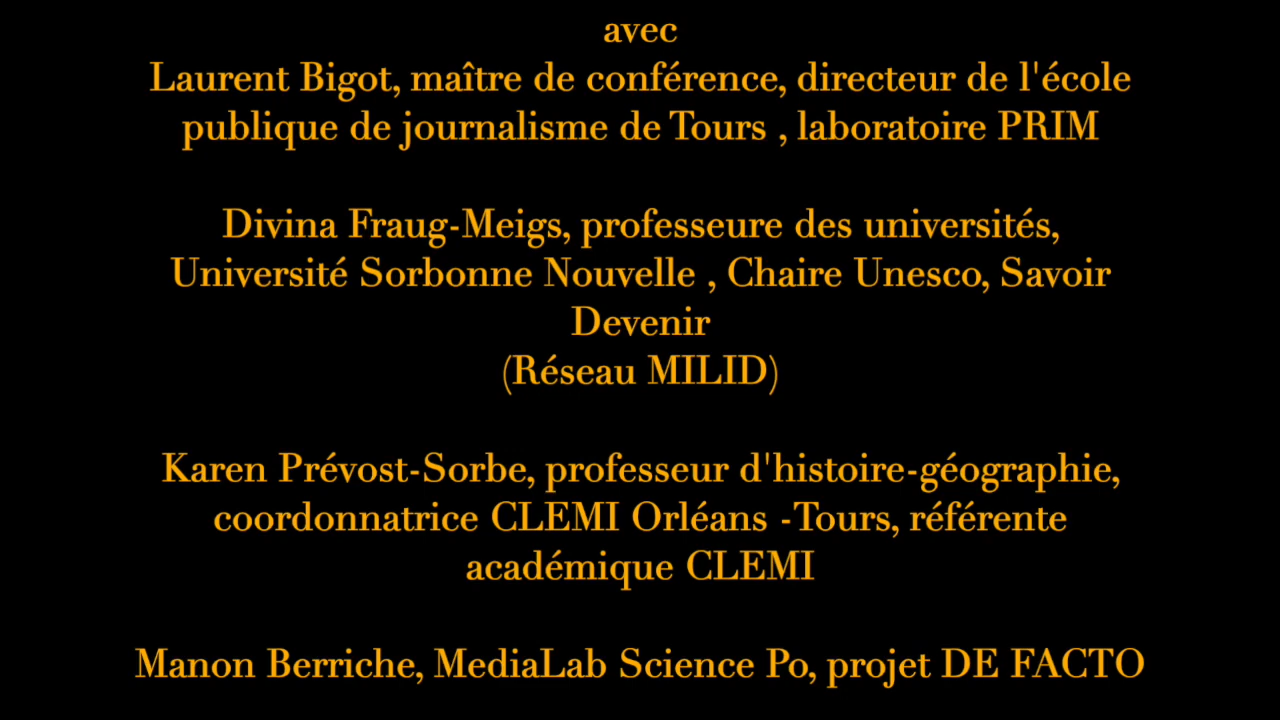 avec
Laurent Bigot, maître de conférence, directeur de l'école
publique de journalisme de Tours , laboratoire PRIM
Divina Fraug-Meigs, professeure des universités,
Université Sorbonne Nouvelle , Chaire Unesco, Savoir
Devenir
(Réseau MILID)
Karen Prévost-Sorbe, professeur d'histoire-géographie,
coordonnatrice CLEMI Orléans -Tours, référente
académique CLEMI
Manon Berriche, MediaLab Science Po, projet DE FACTO